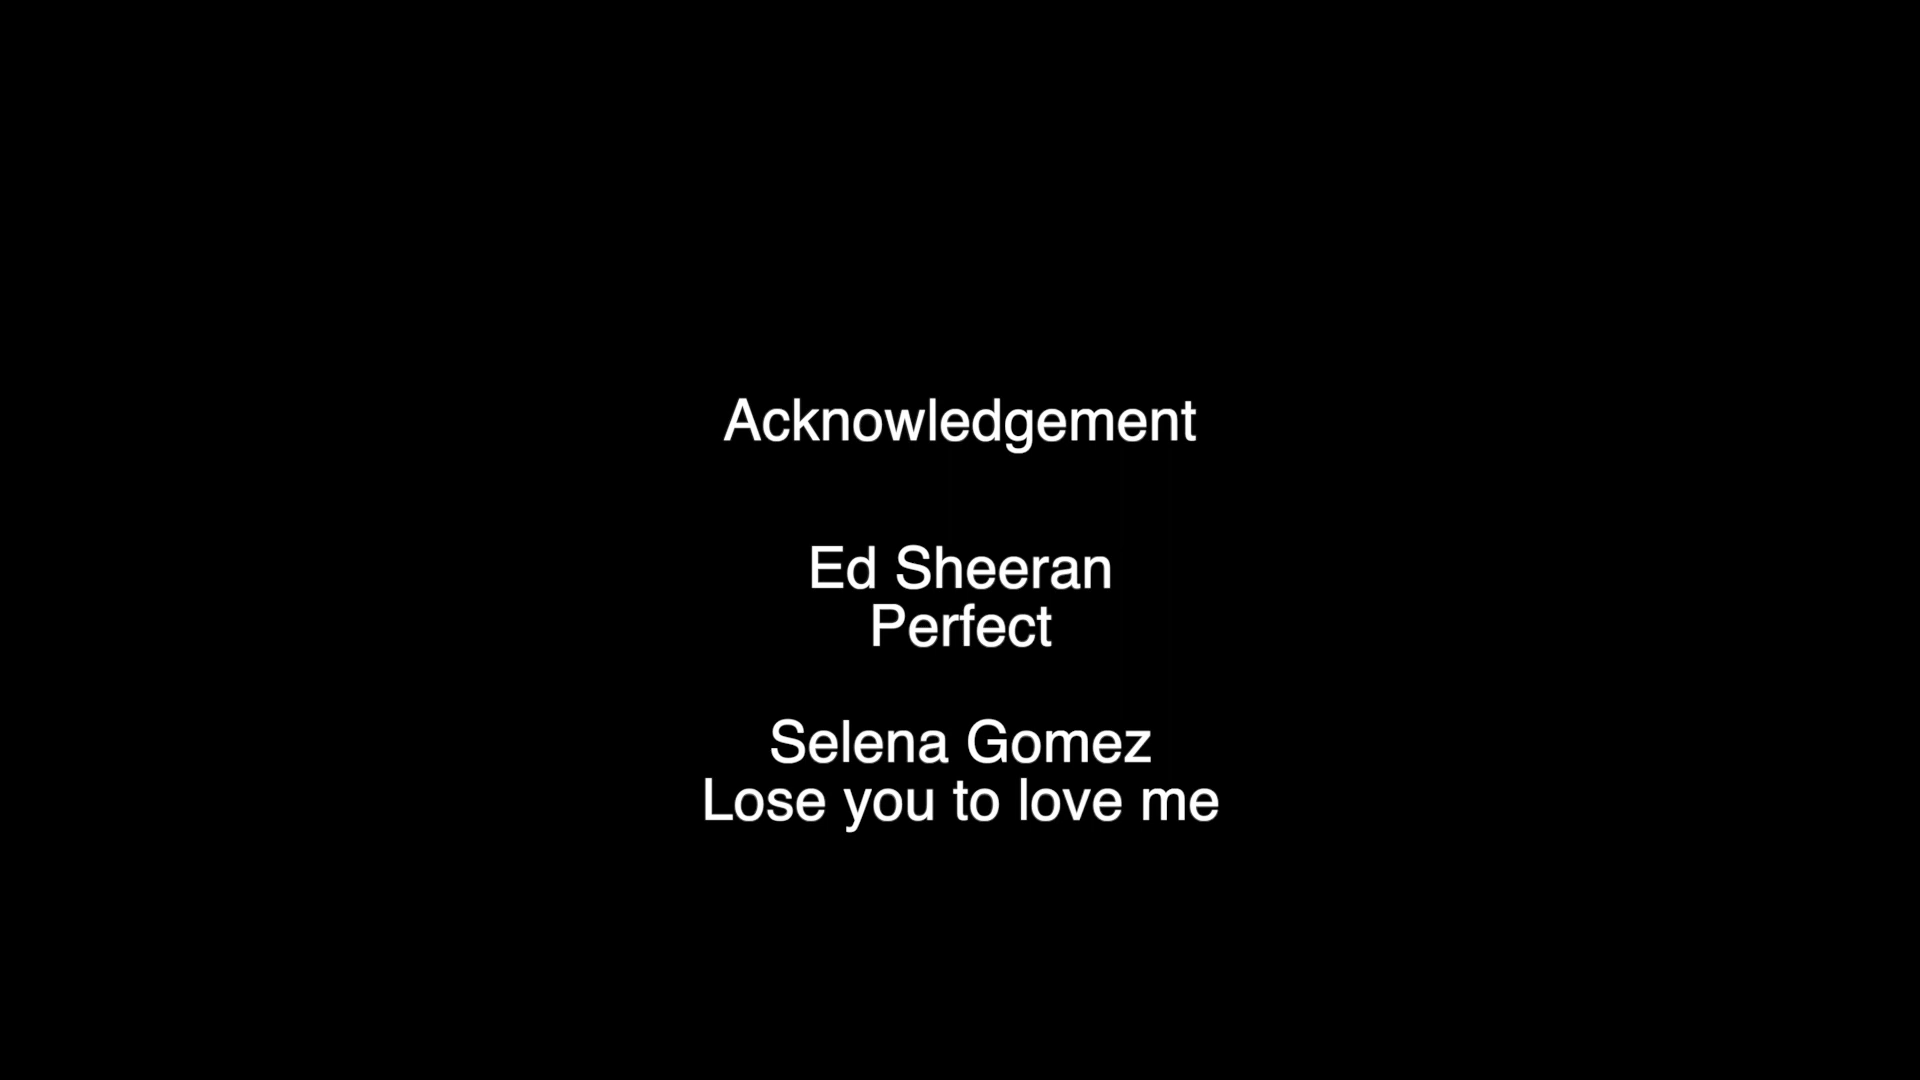 Acknowledgement
Ed Sheeran
Perfect
Selena Gomez
Lose you to love me